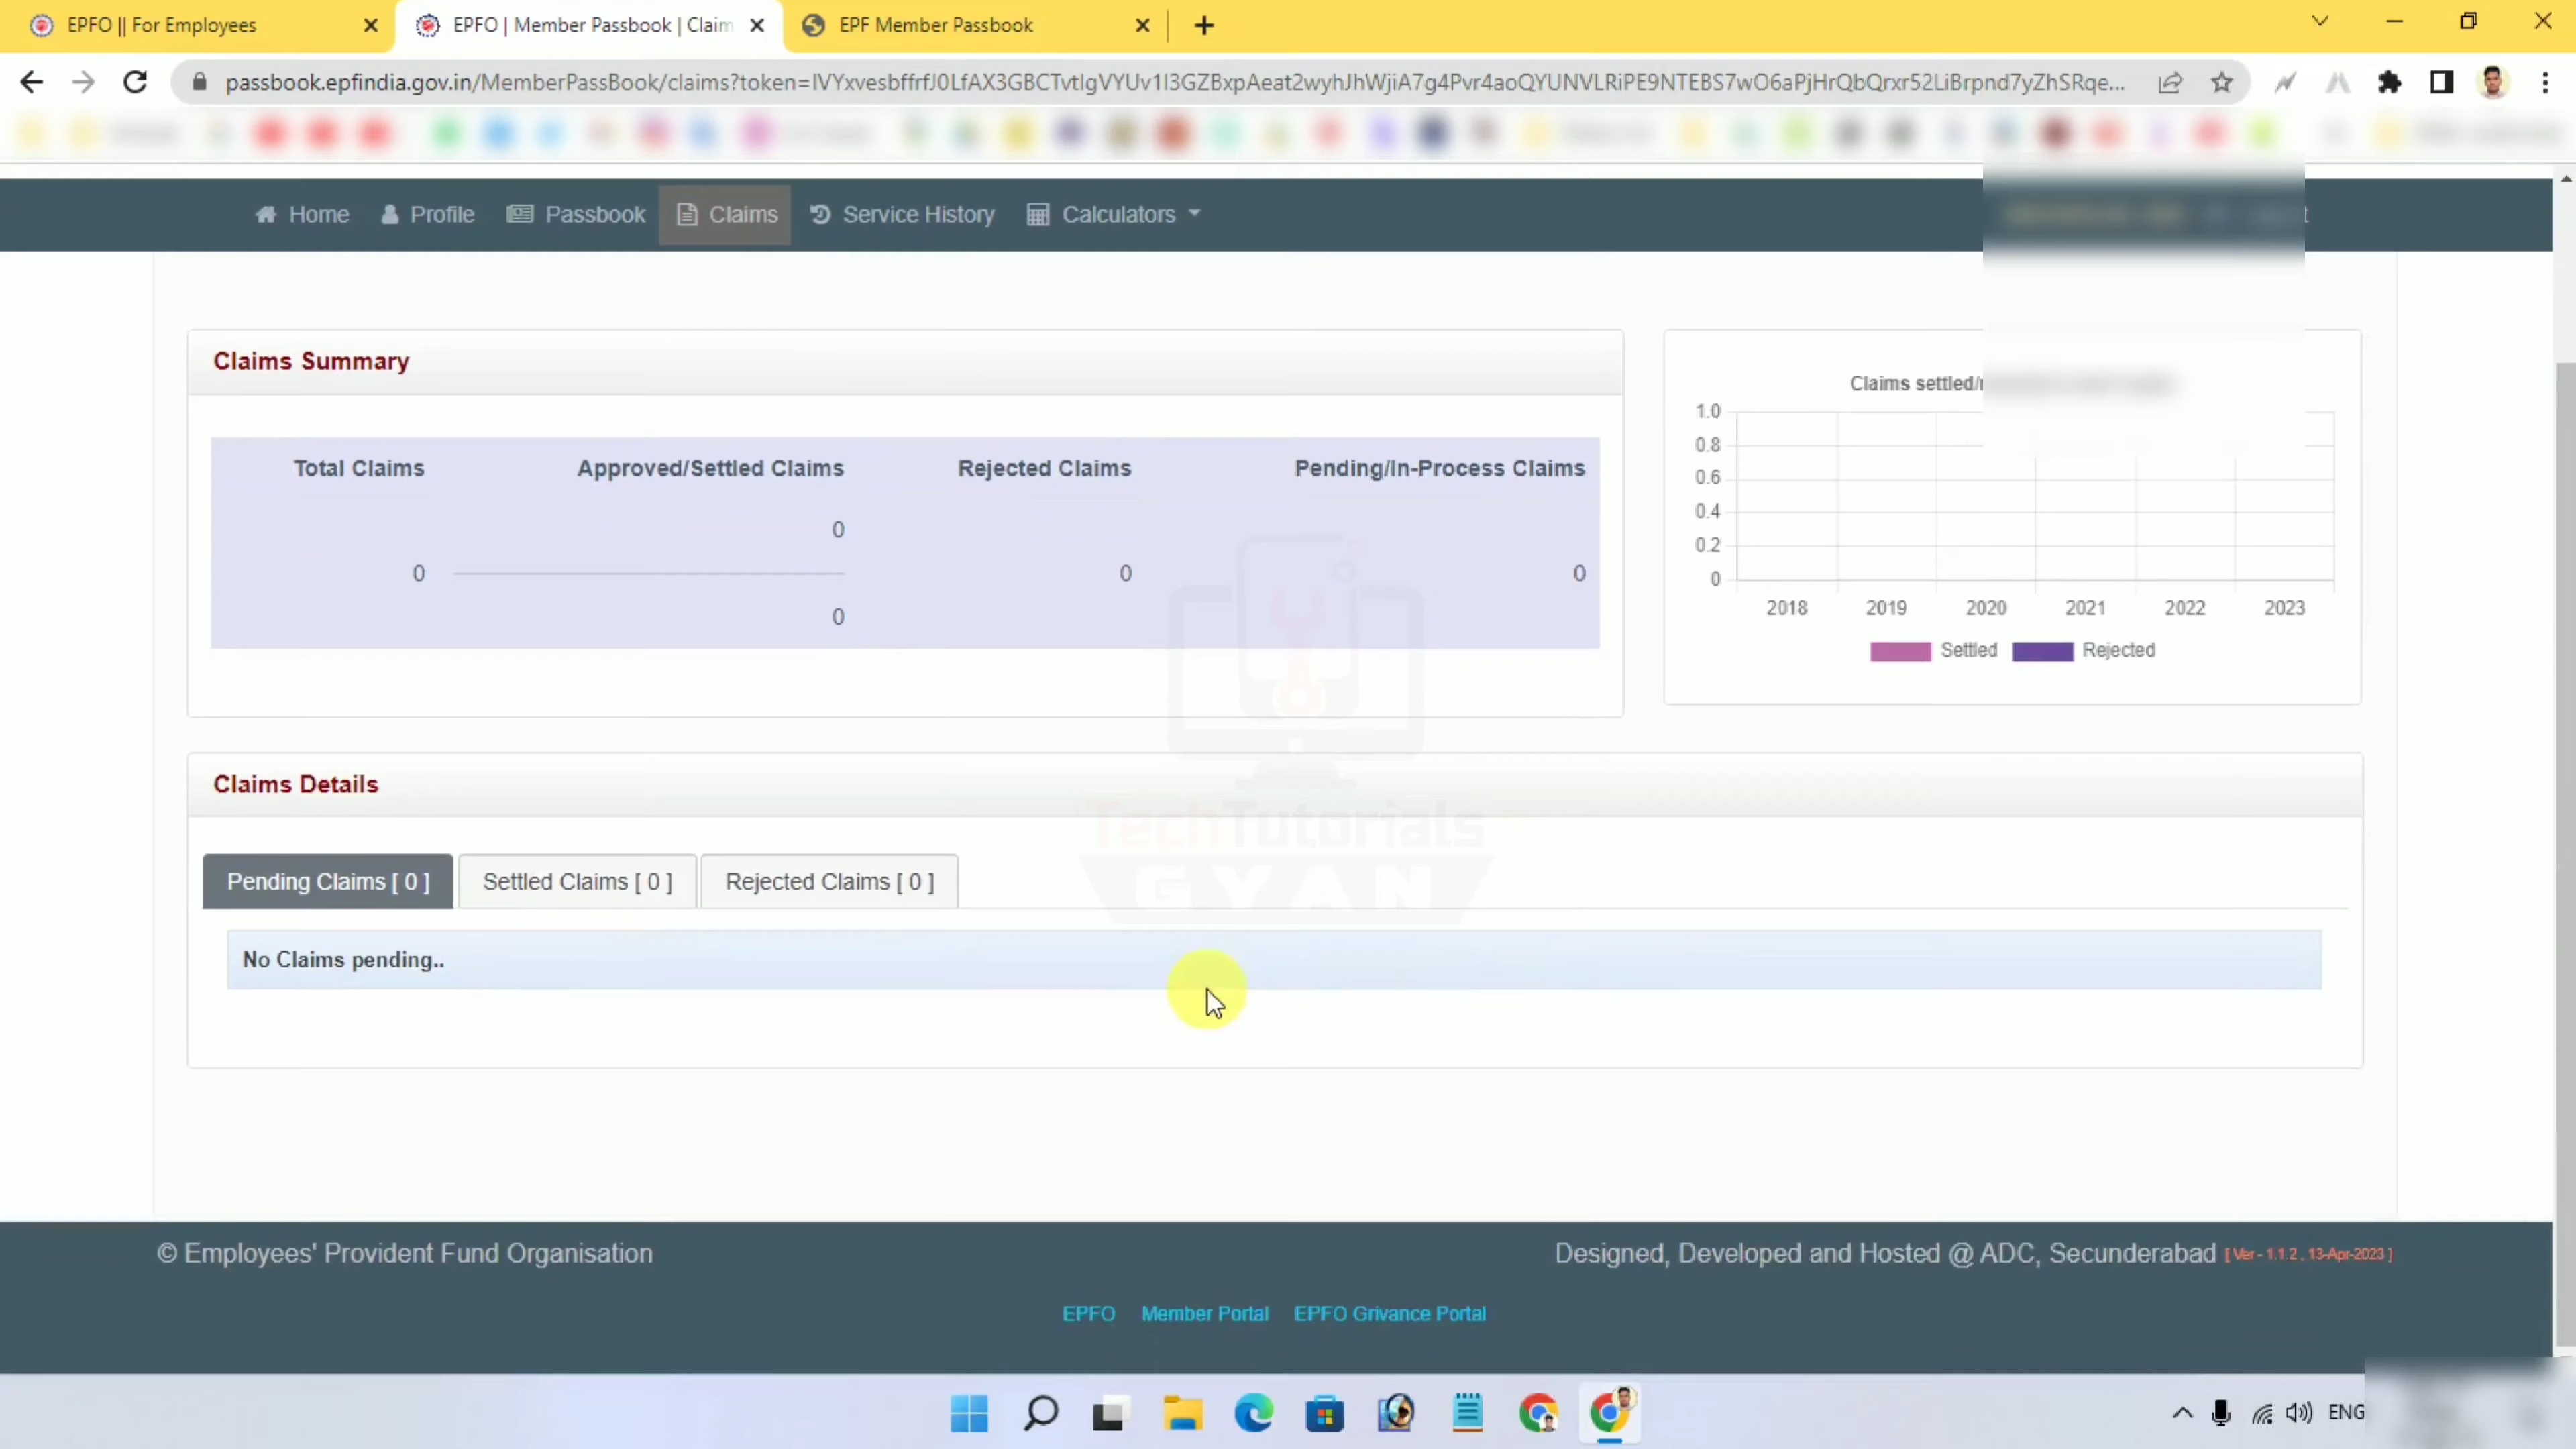 EPFO || For Employees
EPFO | Member Passbook | Claim
EPF Member Passbook
passbook.epfindia.gov.in/MemberPassBook/claims?token=
Home Profile Passbook Claims Service History Calculators
Claims Summary
Total Claims Approved/Settled Claims Rejected Claims Pending/In-Process Claims
0
0 0 0
0
Claims settled/
1.0
0.8
0.6
0.4
0.2
0
2018 2019 2020 2021 2022 2023
Settled Rejected
Claims Details
TechTutorials
GYAN
Pending Claims [ 0 ] Settled Claims [ 0 ] Rejected Claims [ 0 ]
No Claims pending..
© Employees' Provident Fund Organisation
Designed, Developed and Hosted @ ADC, Secunderabad [ Ver - 1.1.2 , 13-Apr-2023 ]
EPFO Member Portal EPFO Grivance Portal
ENG